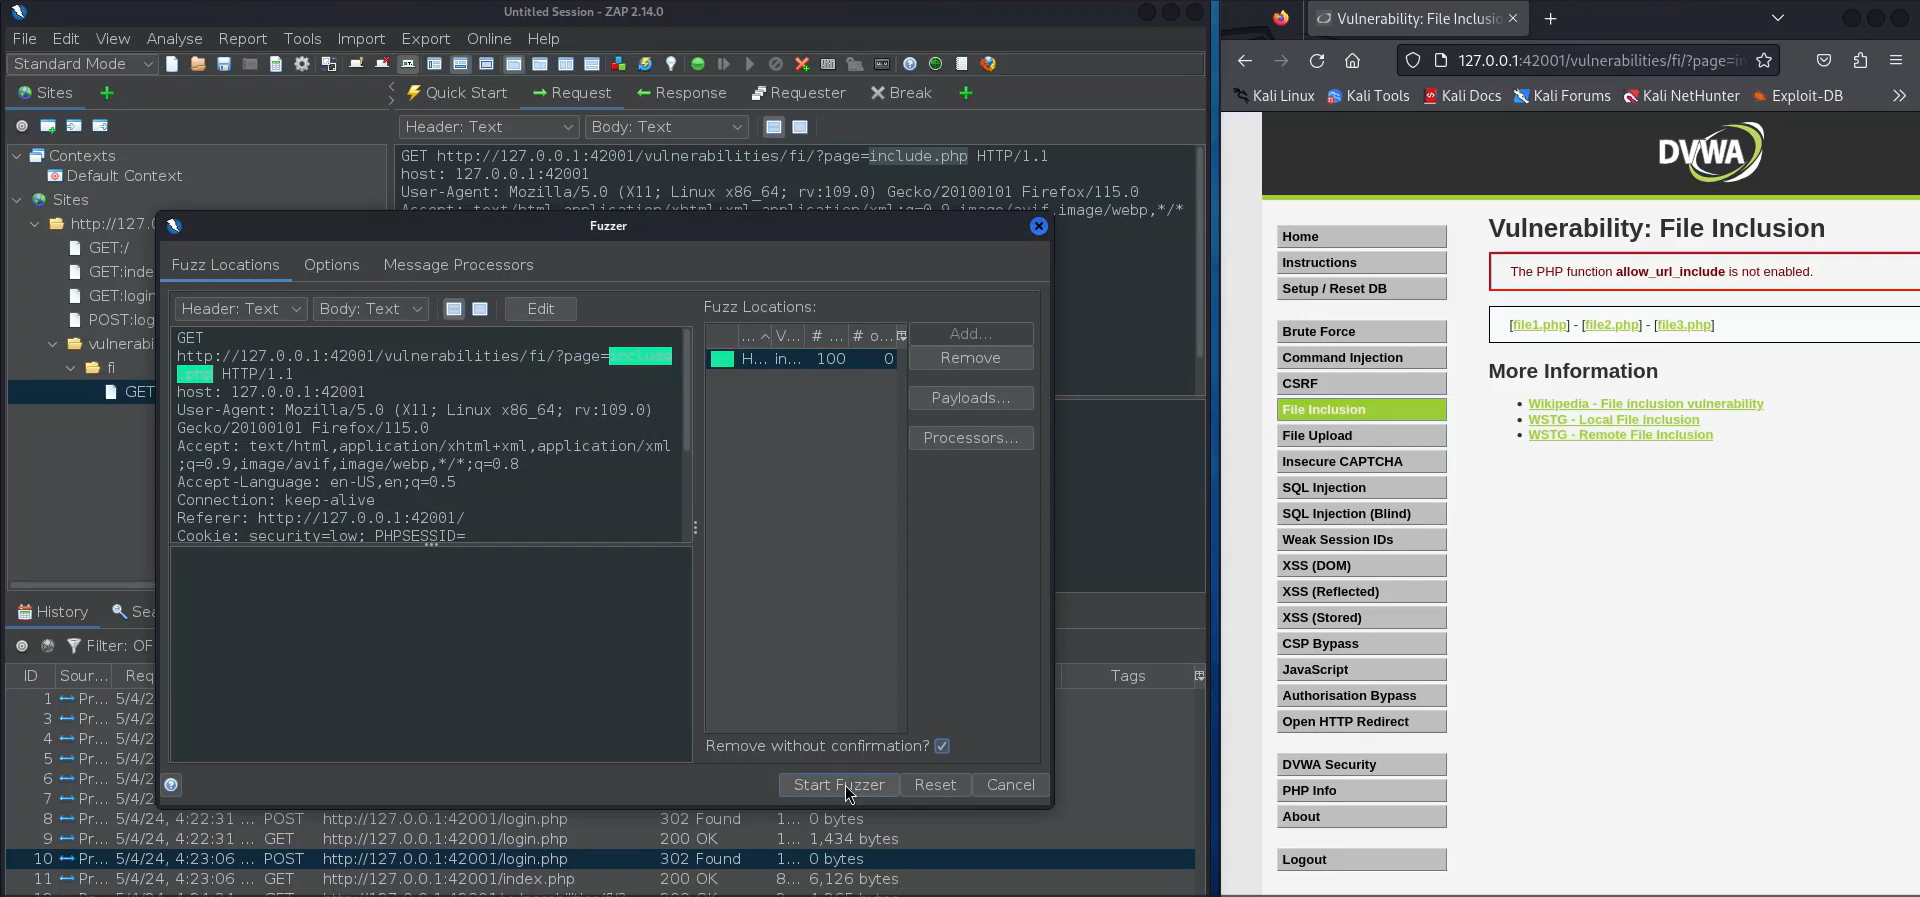 Untitled Session - ZAP 2.14.0
File Edit View Analyse Report Tools Import Export Online Help
Standard Mode
Sites
Quick Start
Request
Response
Requester
Break
Header: Text
Body: Text
Contexts
Default Context
Sites
http://127.
GET:/
GET:inde
GET:login
POST:log
vulnerabi
fi
GET
GET http://127.0.0.1:42001/vulnerabilities/fi/?page=include.php HTTP/1.1
host: 127.0.0.1:42001
User-Agent: Mozilla/5.0 (X11; Linux x86_64; rv:109.0) Gecko/20100101 Firefox/115.0
Accept: text/html,application/xhtml+xml,application/xml;q=0.9,image/avif,image/webp,*/*
Fuzzer
Fuzz Locations Options Message Processors
Header: Text
Body: Text
Edit
GET
http://127.0.0.1:42001/vulnerabilities/fi/?page=include
.php HTTP/1.1
host: 127.0.0.1:42001
User-Agent: Mozilla/5.0 (X11; Linux x86_64; rv:109.0)
Gecko/20100101 Firefox/115.0
Accept: text/html,application/xhtml+xml,application/xml
;q=0.9,image/avif,image/webp,*/*;q=0.8
Accept-Language: en-US,en;q=0.5
Connection: keep-alive
Referer: http://127.0.0.1:42001/
Cookie: security=low; PHPSESSID=
Fuzz Locations:
... V... # ... # o...
H... in... 100 0
Add...
Remove
Payloads...
Processors...
Remove without confirmation?
Start Fuzzer Reset Cancel
History Sea
Filter: OF
ID Sour... Req Tags
1 Pr... 5/4/2
3 Pr... 5/4/2
4 Pr... 5/4/2
5 Pr... 5/4/2
6 Pr... 5/4/2
7 Pr... 5/4/2
8 Pr... 5/4/24, 4:22:31 ... POST http://127.0.0.1:42001/login.php 302 Found 1... 0 bytes
9 Pr... 5/4/24, 4:22:31 ... GET http://127.0.0.1:42001/login.php 200 OK 1... 1,434 bytes
10 Pr... 5/4/24, 4:23:06 ... POST http://127.0.0.1:42001/login.php 302 Found 1... 0 bytes
11 Pr... 5/4/24, 4:23:06 ... GET http://127.0.0.1:42001/index.php 200 OK 8... 6,126 bytes
Vulnerability: File Inclusio
127.0.0.1:42001/vulnerabilities/fi/?page=in
Kali Linux Kali Tools Kali Docs Kali Forums Kali NetHunter Exploit-DB
DVWA
Home
Instructions
Setup / Reset DB
Brute Force
Command Injection
CSRF
File Inclusion
File Upload
Insecure CAPTCHA
SQL Injection
SQL Injection (Blind)
Weak Session IDs
XSS (DOM)
XSS (Reflected)
XSS (Stored)
CSP Bypass
JavaScript
Authorisation Bypass
Open HTTP Redirect
DVWA Security
PHP Info
About
Logout
Vulnerability: File Inclusion
The PHP function allow_url_include is not enabled.
[file1.php] - [file2.php] - [file3.php]
More Information
Wikipedia - File inclusion vulnerability
WSTG - Local File Inclusion
WSTG - Remote File Inclusion